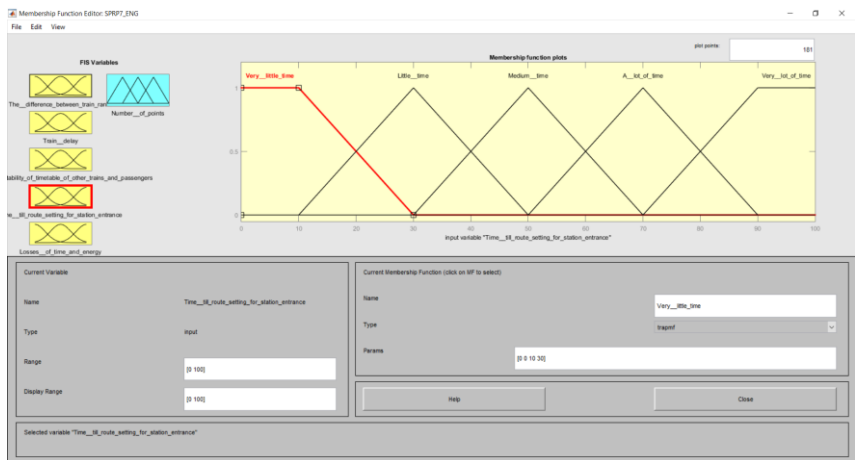 Membership Function Editor: SPRP7_ENG
File Edit View
FIS Variables
The__difference_between_train_ran
Number__of_points
Train__delay
tability_of_timetable_of_other_trains_and_passengers
me__till_route_setting_for_station_entrance
Losses__of_time_and_energy
plot points:
181
Membership function plots
Very__little_time
Little__time
Medium__time
A__lot_of_time
Very__lot_of_time
1
0.5
0
0 10 20 30 40 50 60 70 80 90 100
input variable "Time__till_route_setting_for_station_entrance"
Current Variable
Name
Time__till_route_setting_for_station_entrance
Type
input
Range
[0 100]
Display Range
[0 100]
Current Membership Function (click on MF to select)
Name
Very__little_time
Type
trapmf
Params
[0 0 10 30]
Help
Close
Selected variable "Time__till_route_setting_for_station_entrance"